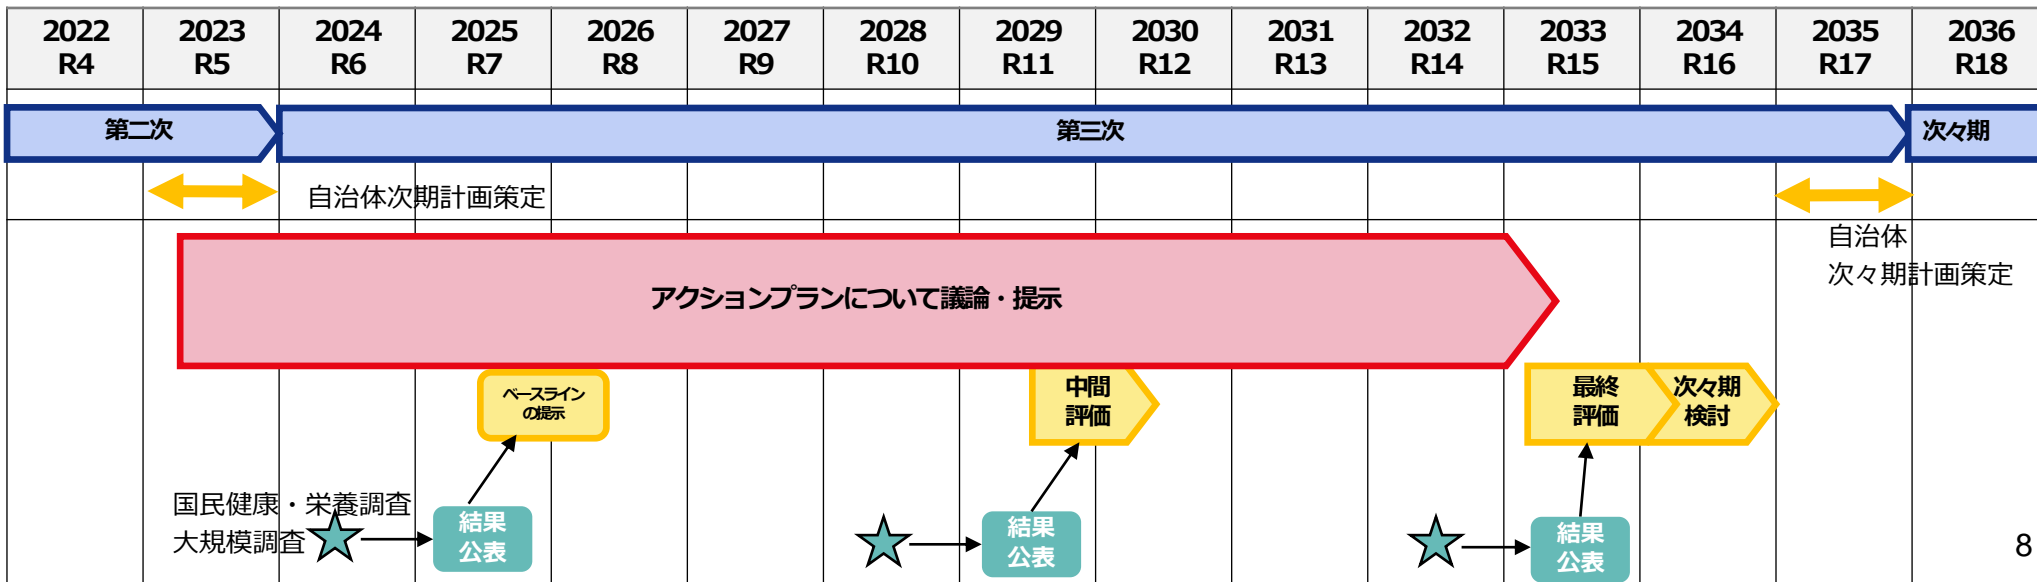 2022 2023 2024 2025 2026 2027 2028 2029 2030 2031 2032 2033 2034 2035 2036
R4 R5 R6 R7 R8 R9 R10 R11 R12 R13 R14 R15 R16 R17 R18
第二次 第三次 次々期
自治体次期計画策定
自治体
次々期計画策定
アクションプランについて議論・提示
ベースライン
の提示
中間
評価
最終
評価
次々期
検討
国民健康・栄養調査
大規模調査
結果
公表
結果
公表
結果
公表
8